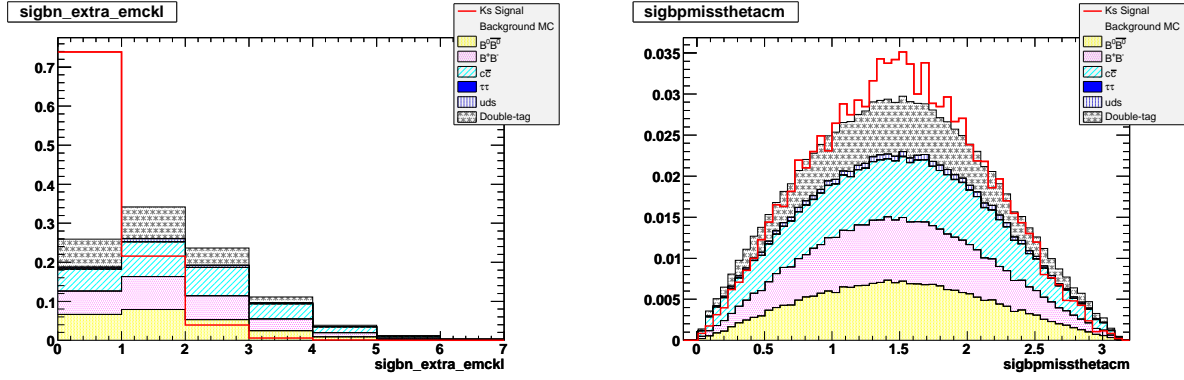 sigbn_extra_emckl
Ks Signal
Background MC
B⁰B̅⁰
B⁺B⁻
cc̅
ττ
uds
Double-tag
0.7
0.6
0.5
0.4
0.3
0.2
0.1
0
0 1 2 3 4 5 6 7
sigbn_extra_emckl
sigbpmissthetacm
Ks Signal
Background MC
B⁰B̅⁰
B⁺B⁻
cc̅
ττ
uds
Double-tag
0.035
0.03
0.025
0.02
0.015
0.01
0.005
0
0 0.5 1 1.5 2 2.5 3
sigbpmissthetacm